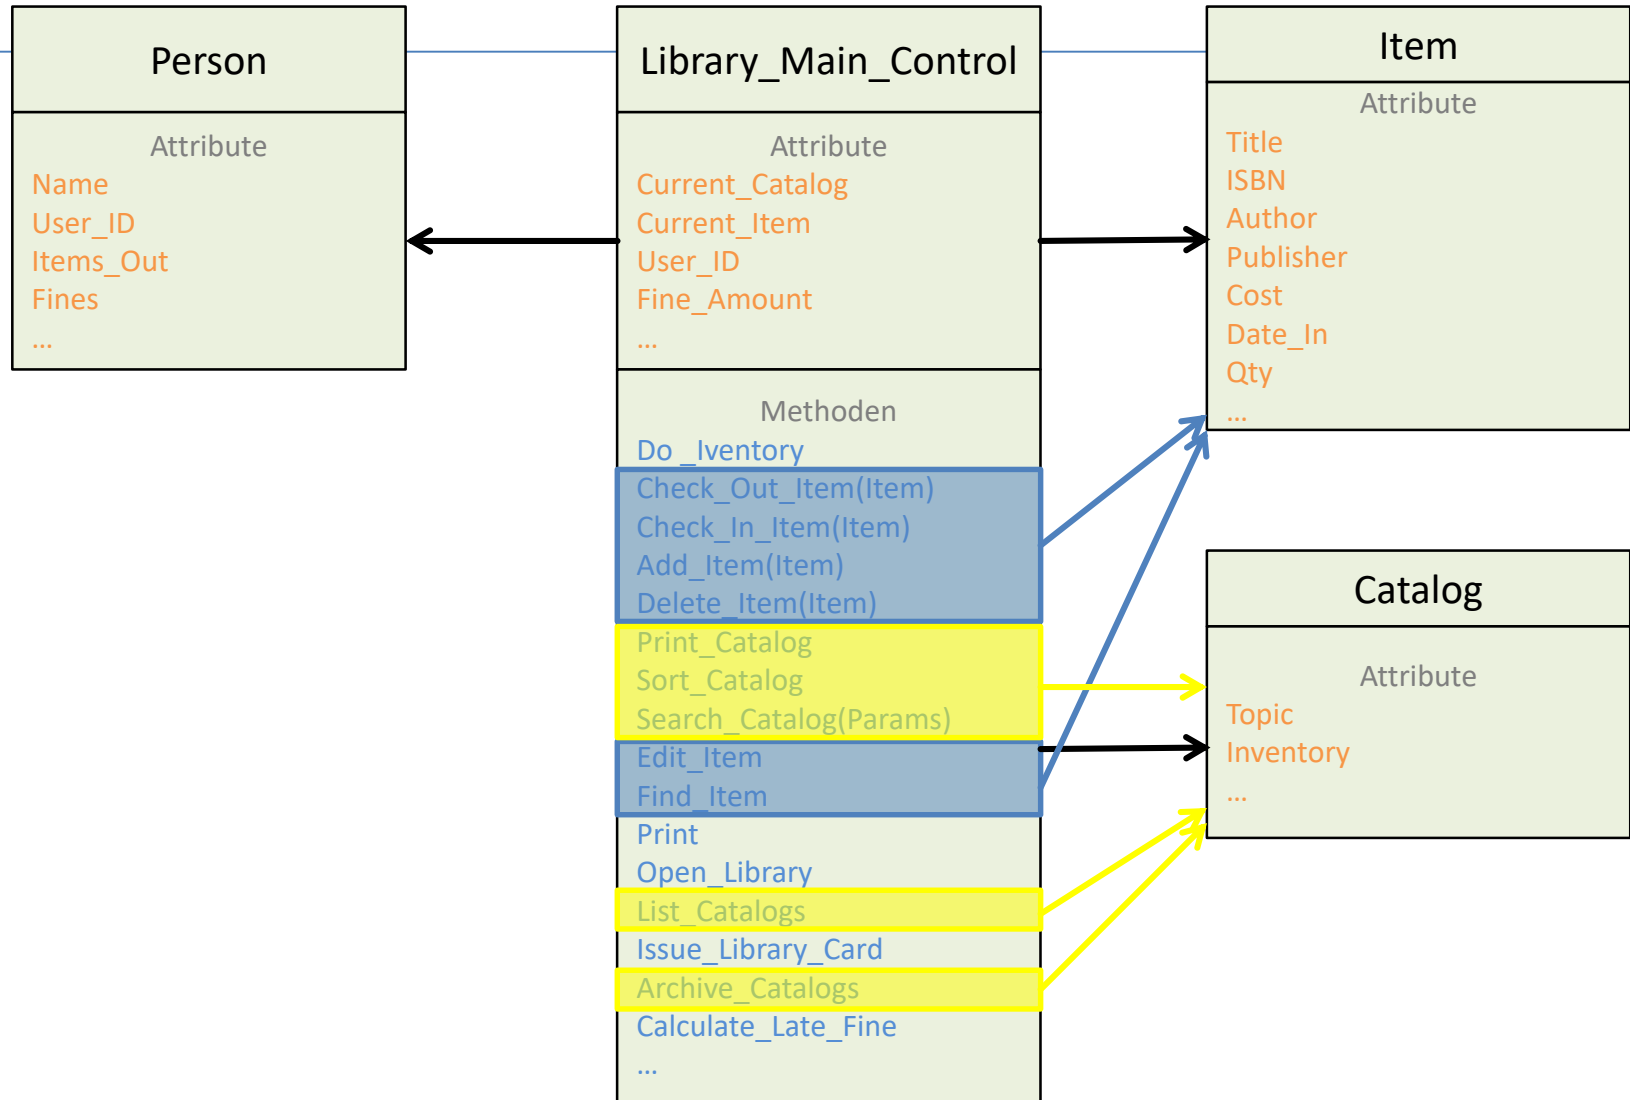 Person
Attribute
Name
User_ID
Items_Out
Fines
...
Library_Main_Control
Attribute
Current_Catalog
Current_Item
User_ID
Fine_Amount
...
Methoden
Do _Iventory
Check_Out_Item(Item)
Check_In_Item(Item)
Add_Item(Item)
Delete_Item(Item)
Print_Catalog
Sort_Catalog
Search_Catalog(Params)
Edit_Item
Find_Item
Print
Open_Library
List_Catalogs
Issue_Library_Card
Archive_Catalogs
Calculate_Late_Fine
...
Item
Attribute
Title
ISBN
Author
Publisher
Cost
Date_In
Qty
...
Catalog
Attribute
Topic
Inventory
...